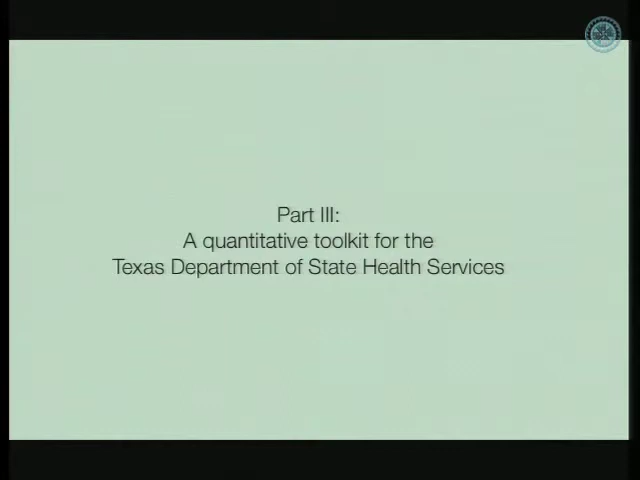 Part III:
A quantitative toolkit for the
Texas Department of State Health Services